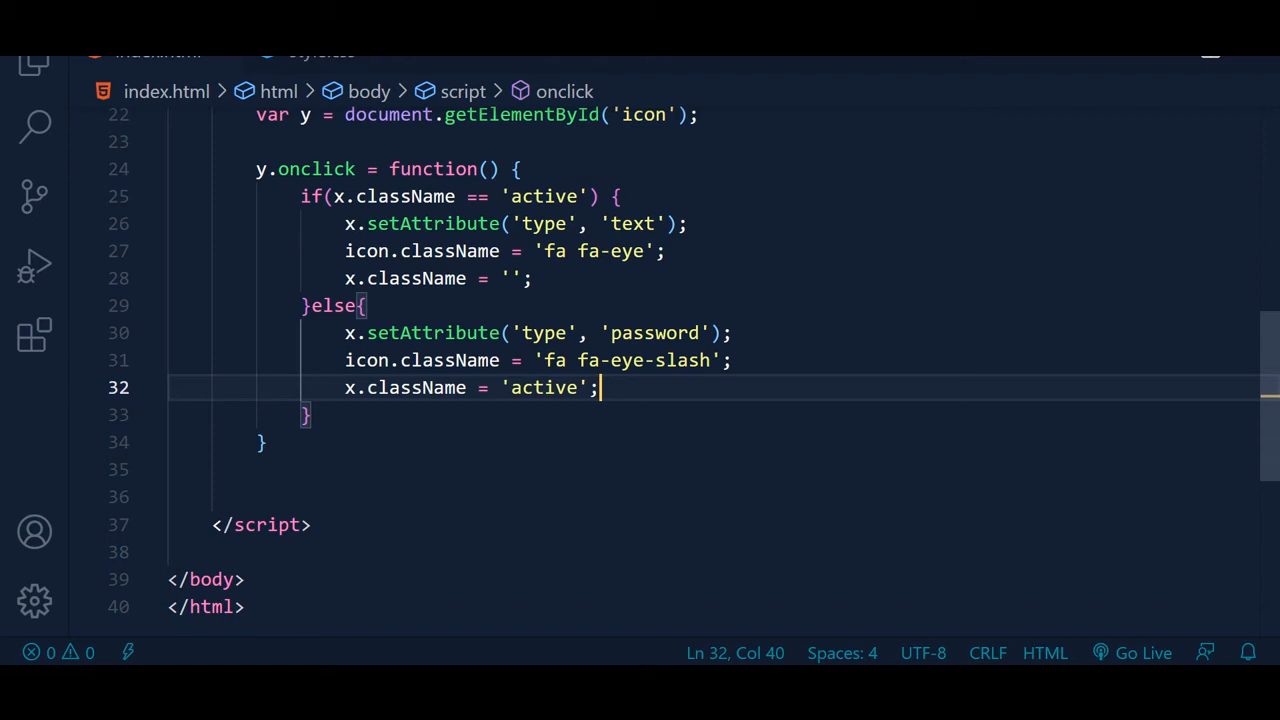 index.html > html > body > script > onclick
22 var y = document.getElementById('icon');
23
24 y.onclick = function() {
25 if(x.className == 'active') {
26 x.setAttribute('type', 'text');
27 icon.className = 'fa fa-eye';
28 x.className = '';
29 }else{
30 x.setAttribute('type', 'password');
31 icon.className = 'fa fa-eye-slash';
32 x.className = 'active';
33 }
34 }
35
36
37 </script>
38
39 </body>
40 </html>
0 0 Ln 32, Col 40 Spaces: 4 UTF-8 CRLF HTML Go Live